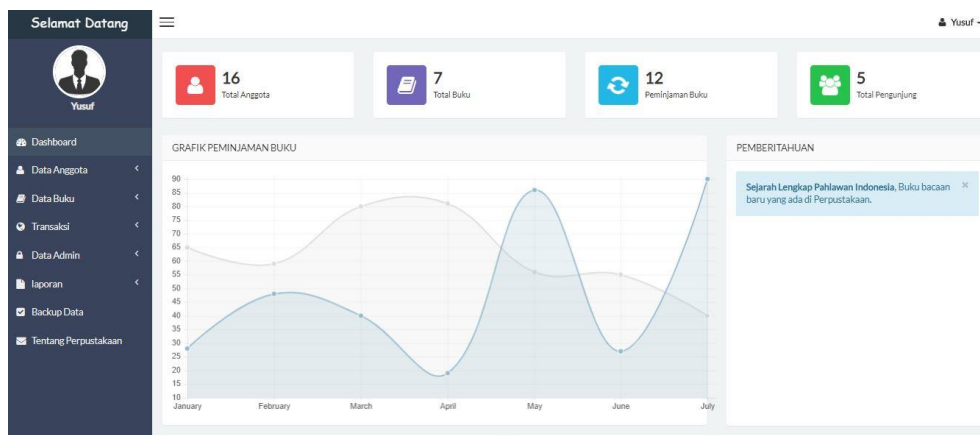 Selamat Datang
Yusuf
Yusuf
Dashboard
Data Anggota
Data Buku
Transaksi
Data Admin
laporan
Backup Data
Tentang Perpustakaan
16
Total Anggota
7
Total Buku
12
Peminjaman Buku
5
Total Pengunjung
GRAFIK PEMINJAMAN BUKU
90
85
80
75
70
65
60
55
50
45
40
35
30
25
20
15
10
January February March April May June July
PEMBERITAHUAN
Sejarah Lengkap Pahlawan Indonesia, Buku bacaan ×
baru yang ada di Perpustakaan.